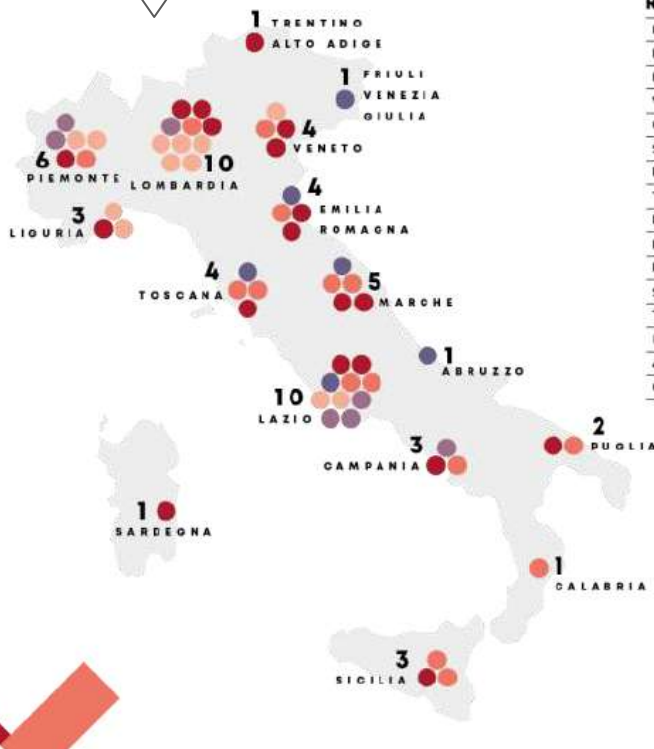 1 TRENTINO
ALTO ADIGE
1 FRIULI
VENEZIA
GIULIA
6
PIEMONTE
10
LOMBARDIA
4
VENETO
3
LIGURIA
4
EMILIA
ROMAGNA
4
TOSCANA
5
MARCHE
1
ABRUZZO
10
LAZIO
3
CAMPANIA
2
PUGLIA
1
SARDEGNA
1
CALABRIA
3
SICILIA